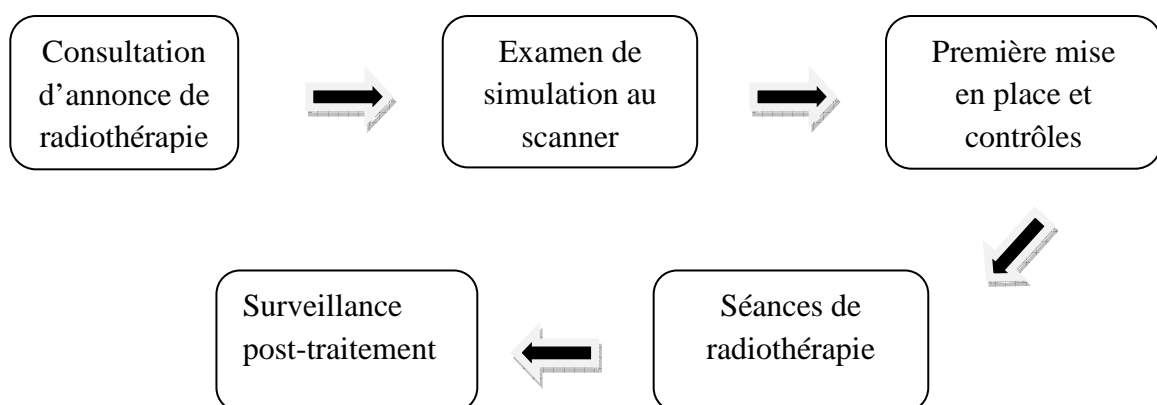 Consultation
d’annonce de
radiothérapie
Examen de
simulation au
scanner
Première mise
en place et
contrôles
Séances de
radiothérapie
Surveillance
post-traitement